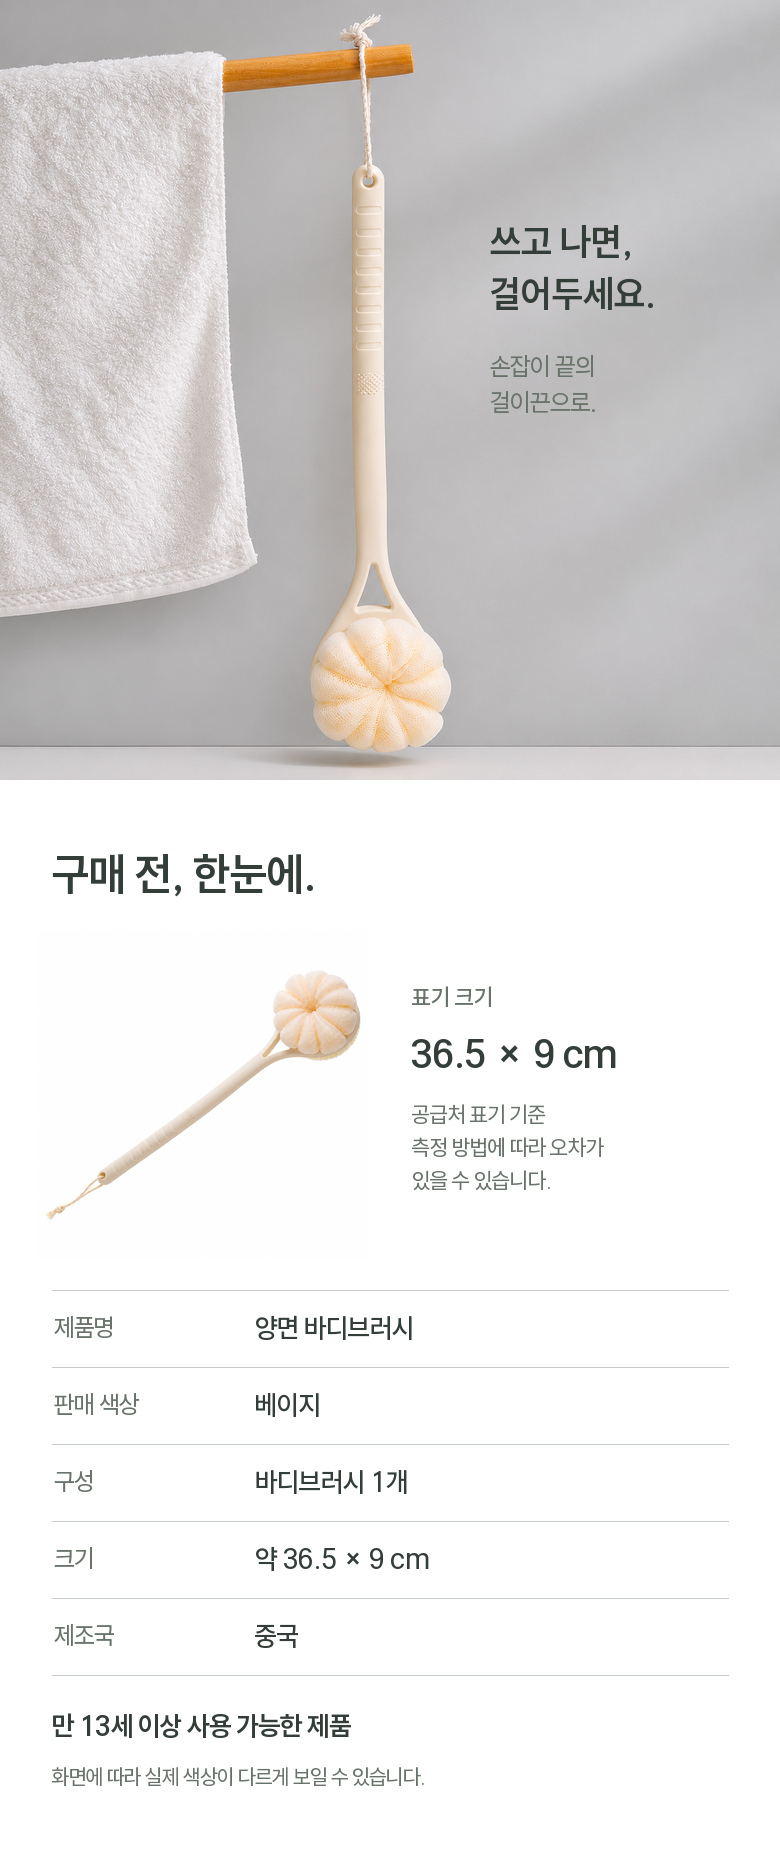 쓰고 나면,
걸어두세요.
손잡이 끝의
걸이끈으로.
구매 전, 한눈에.
표기 크기
36.5 × 9 cm
공급처 표기 기준
측정 방법에 따라 오차가
있을 수 있습니다.
제품명 양면 바디브러시
판매 색상 베이지
구성 바디브러시 1개
크기 약 36.5 × 9 cm
제조국 중국
만 13세 이상 사용 가능한 제품
화면에 따라 실제 색상이 다르게 보일 수 있습니다.